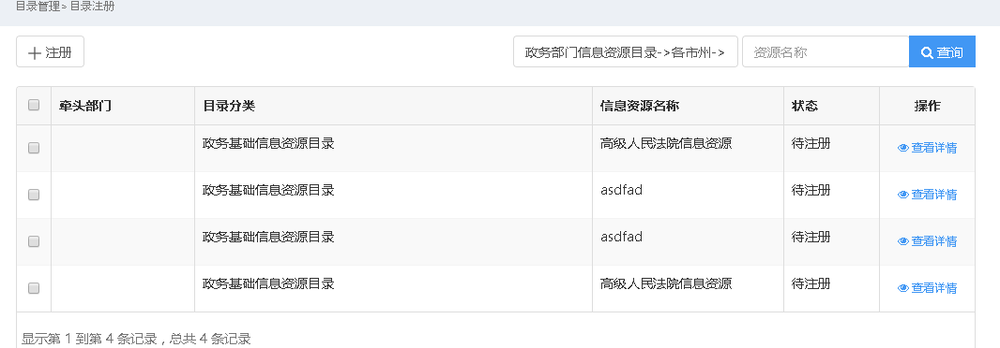 目录管理> 目录注册
+ 注册 政务部门信息资源目录->各市州-> 资源名称 查询
牵头部门 目录分类 信息资源名称 状态 操作
政务基础信息资源目录 高级人民法院信息资源 待注册 查看详情
政务基础信息资源目录 asdfad 待注册 查看详情
政务基础信息资源目录 asdfad 待注册 查看详情
政务基础信息资源目录 高级人民法院信息资源 待注册 查看详情
显示第 1 到第 4 条记录，总共 4 条记录